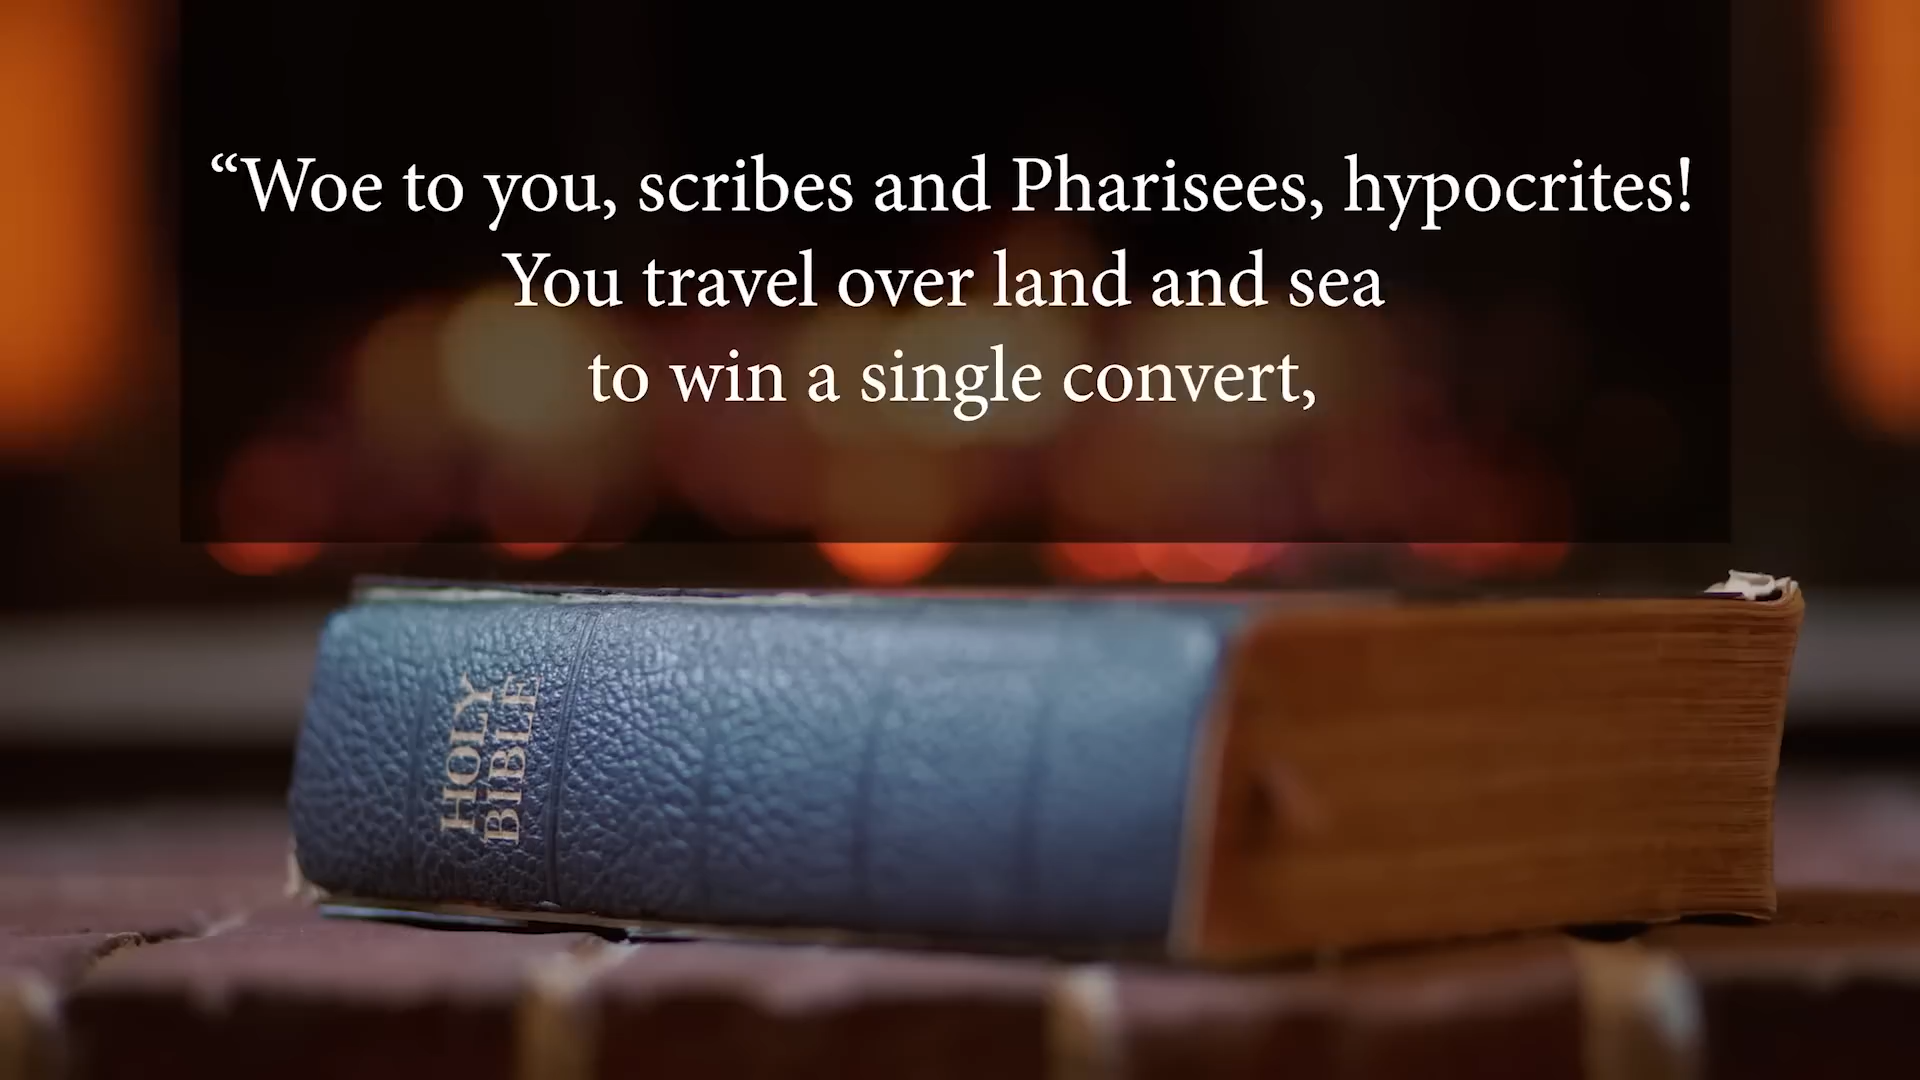 “Woe to you, scribes and Pharisees, hypocrites!
You travel over land and sea
to win a single convert,
HOLY
BIBLE